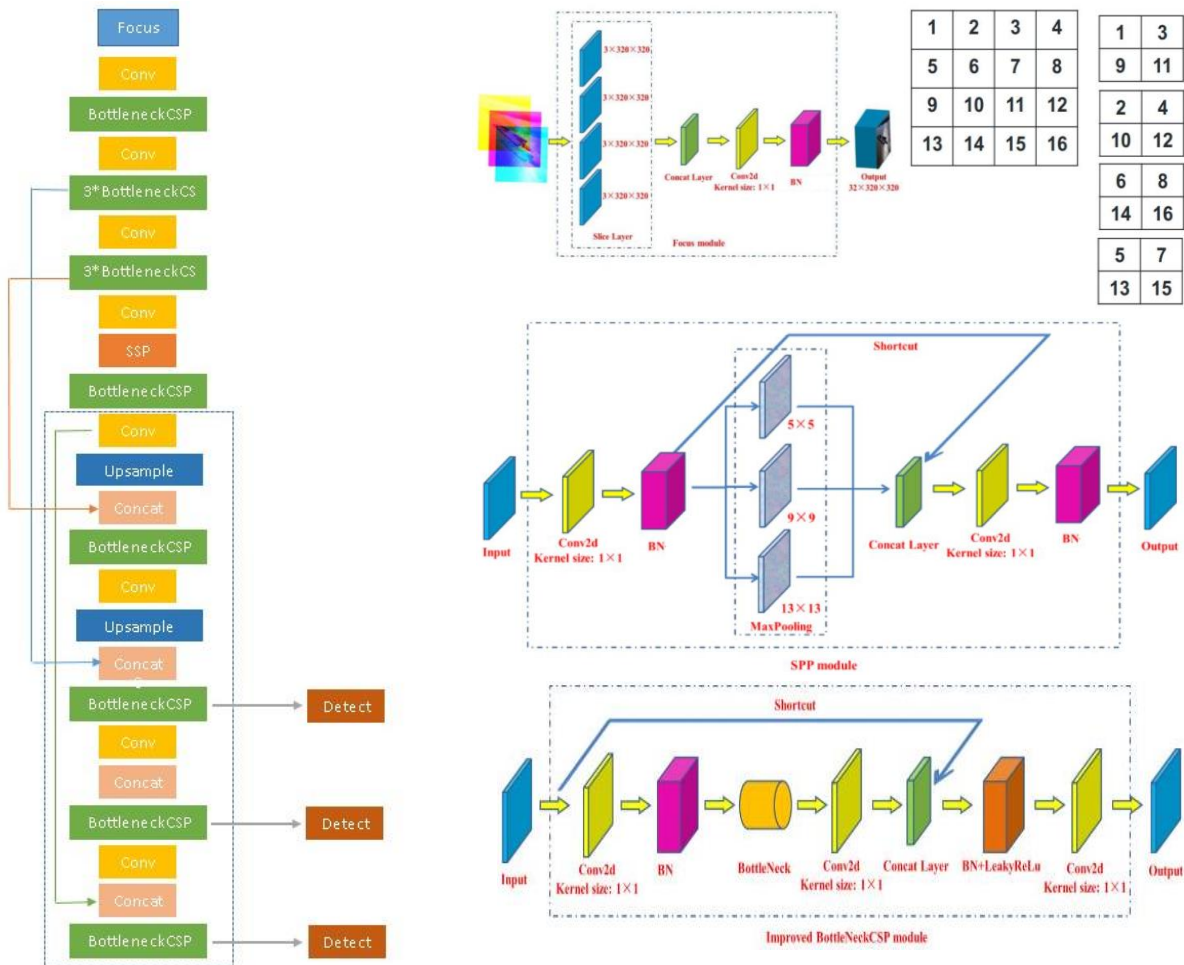 Focus
Conv
BottleneckCSP
Conv
3*BottleneckCS
Conv
3*BottleneckCS
Conv
SSP
BottleneckCSP
Conv
Upsample
Concat
BottleneckCSP
Conv
Upsample
Concat
BottleneckCSP
Detect
Conv
Concat
BottleneckCSP
Detect
Conv
Concat
BottleneckCSP
Detect
3×320×320
3×320×320
3×320×320
3×320×320
Slice Layer
Concat Layer
Conv2d
Kernel size: 1×1
BN
Output
32×320×320
Focus module
1 2 3 4
5 6 7 8
9 10 11 12
13 14 15 16
1 3
9 11
2 4
10 12
6 8
14 16
5 7
13 15
Shortcut
5×5
9×9
13×13
MaxPooling
Input
Conv2d
Kernel size: 1×1
BN
Concat Layer
Conv2d
Kernel size: 1×1
BN
Output
SPP module
Shortcut
Input
Conv2d
Kernel size: 1×1
BN
BottleNeck
Conv2d
Kernel size: 1×1
Concat Layer
BN+LeakyReLu
Conv2d
Kernel size: 1×1
Output
Improved BottleNeckCSP module